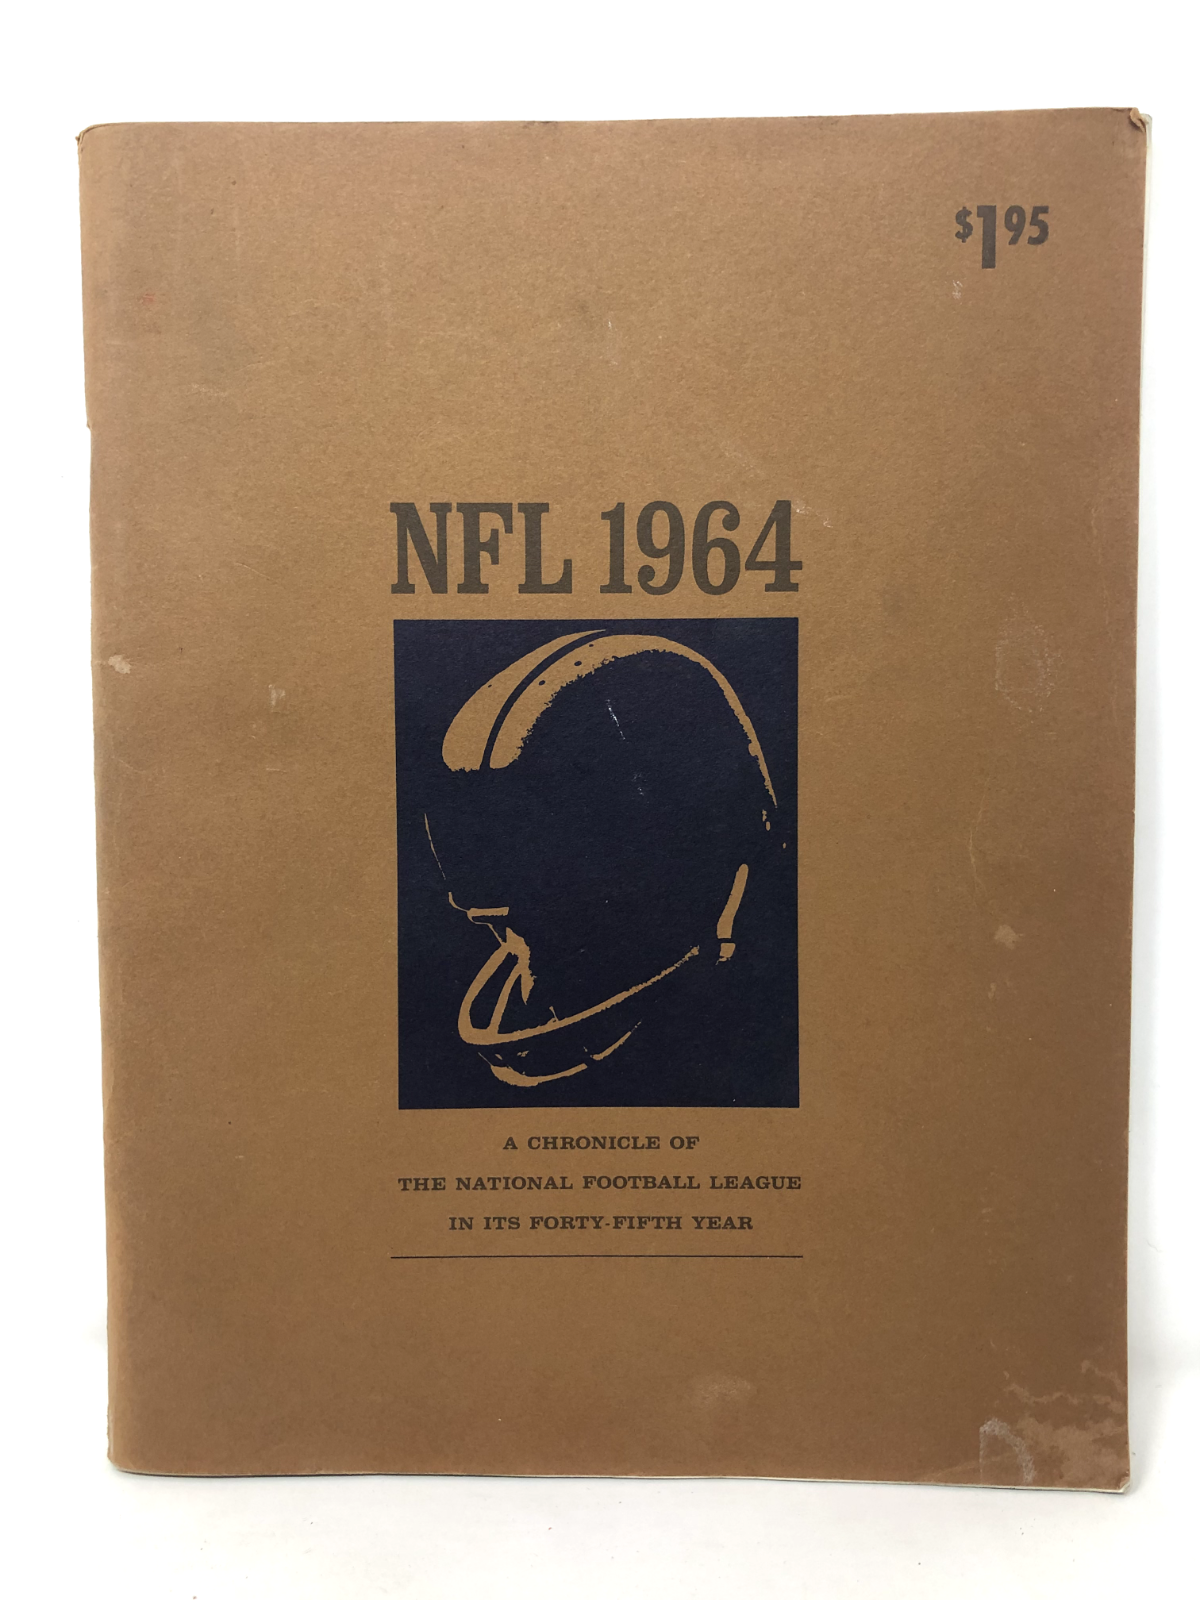 $1 95
NFL 1964
A CHRONICLE OF
THE NATIONAL FOOTBALL LEAGUE
IN ITS FORTY-FIFTH YEAR